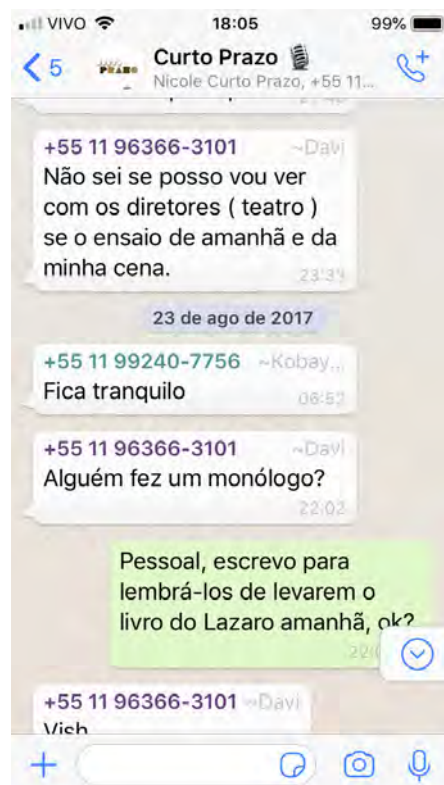 VIVO 18:05 99%
5 Curto Prazo
Nicole Curto Prazo, +55 11...
+55 11 96366-3101 ~Davi
Não sei se posso vou ver
com os diretores ( teatro )
se o ensaio de amanhã e da
minha cena.
23:33
23 de ago de 2017
+55 11 99240-7756 ~Kobay...
Fica tranquilo
06:52
+55 11 96366-3101 ~Davi
Alguém fez um monólogo?
22:02
Pessoal, escrevo para
lembrá-los de levarem o
livro do Lazaro amanhã, ok?
+55 11 96366-3101 ~Davi
Vish